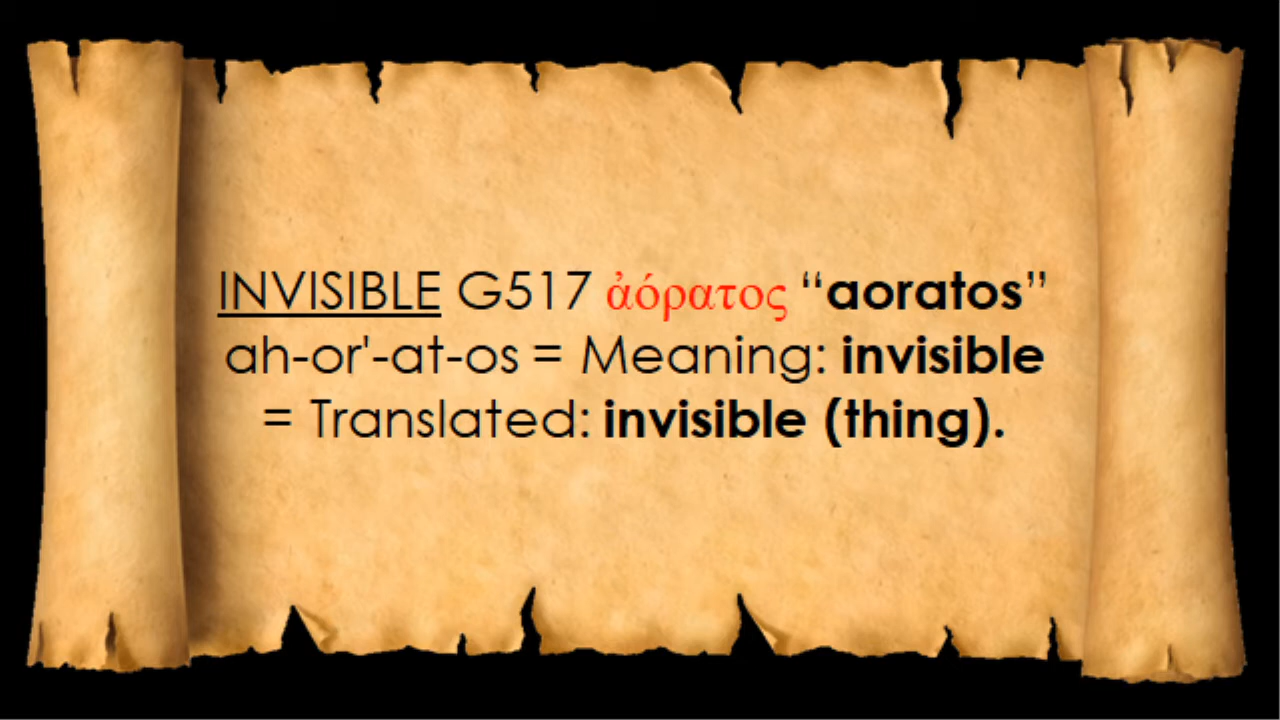 INVISIBLE G517 ἀόρατος “aoratos”
ah-or'-at-os = Meaning: invisible
= Translated: invisible (thing).